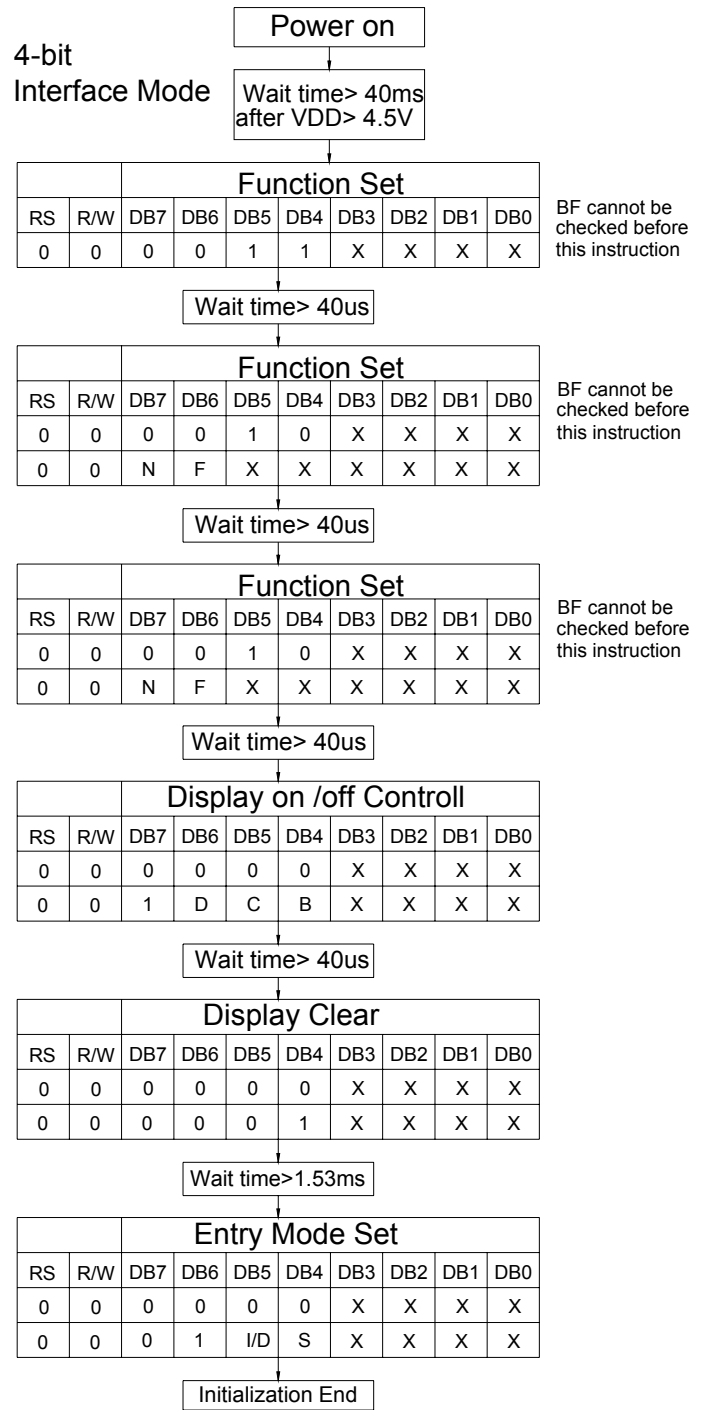 Power on
4-bit
Interface Mode
Wait time> 40ms
after VDD> 4.5V
Function Set
RS R/W DB7 DB6 DB5 DB4 DB3 DB2 DB1 DB0
0 0 0 0 1 1 X X X X
BF cannot be
checked before
this instruction
Wait time> 40us
Function Set
RS R/W DB7 DB6 DB5 DB4 DB3 DB2 DB1 DB0
0 0 0 0 1 0 X X X X
0 0 N F X X X X X X
BF cannot be
checked before
this instruction
Wait time> 40us
Function Set
RS R/W DB7 DB6 DB5 DB4 DB3 DB2 DB1 DB0
0 0 0 0 1 0 X X X X
0 0 N F X X X X X X
BF cannot be
checked before
this instruction
Wait time> 40us
Display on /off Controll
RS R/W DB7 DB6 DB5 DB4 DB3 DB2 DB1 DB0
0 0 0 0 0 0 X X X X
0 0 1 D C B X X X X
Wait time> 40us
Display Clear
RS R/W DB7 DB6 DB5 DB4 DB3 DB2 DB1 DB0
0 0 0 0 0 0 X X X X
0 0 0 0 0 1 X X X X
Wait time>1.53ms
Entry Mode Set
RS R/W DB7 DB6 DB5 DB4 DB3 DB2 DB1 DB0
0 0 0 0 0 0 X X X X
0 0 0 1 I/D S X X X X
Initialization End